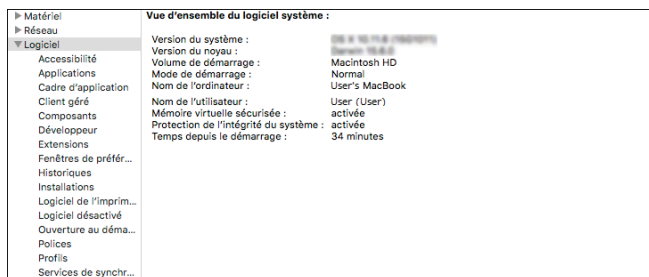 Matériel
Réseau
Logiciel
Accessibilité
Applications
Cadre d'application
Client géré
Composants
Développeur
Extensions
Fenêtres de préfér...
Historiques
Installations
Logiciel de l'imprim...
Logiciel désactivé
Ouverture au déma...
Polices
Profils
Services de synchr...
Vue d'ensemble du logiciel système :
Version du système :
Version du noyau :
Volume de démarrage : Macintosh HD
Mode de démarrage : Normal
Nom de l'ordinateur : User's MacBook
Nom de l'utilisateur : User (User)
Mémoire virtuelle sécurisée : activée
Protection de l'intégrité du système : activée
Temps depuis le démarrage : 34 minutes